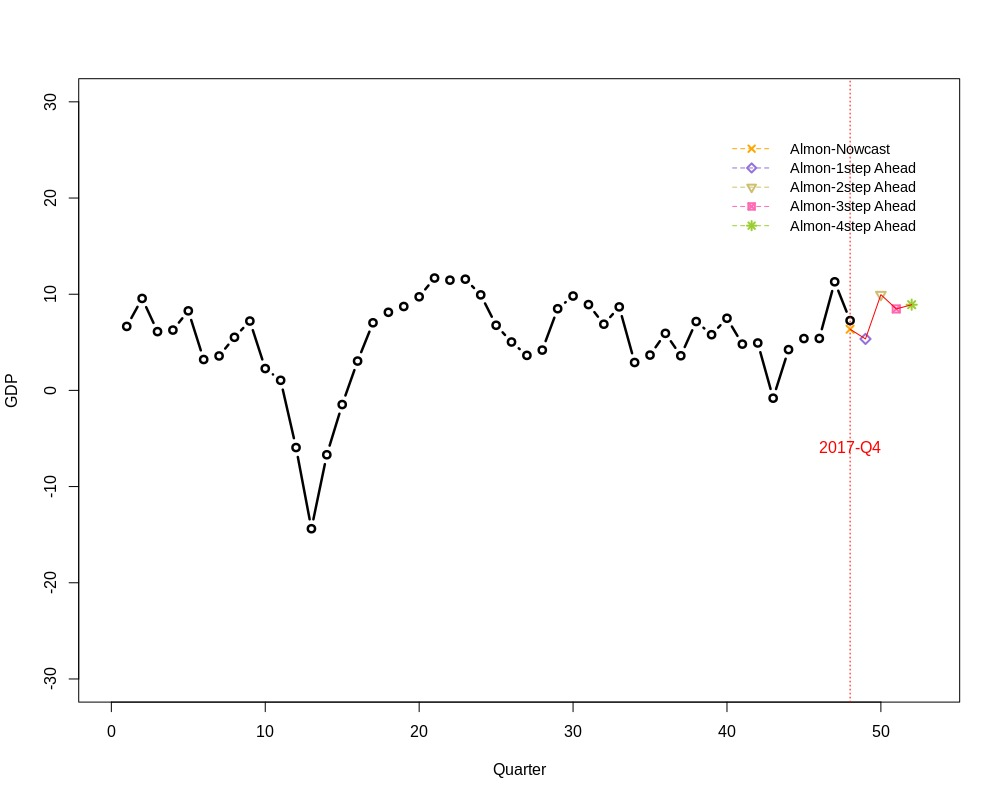 30
20
10
0
-10
-20
-30
GDP
Almon-Nowcast
Almon-1step Ahead
Almon-2step Ahead
Almon-3step Ahead
Almon-4step Ahead
2017-Q4
0 10 20 30 40 50
Quarter